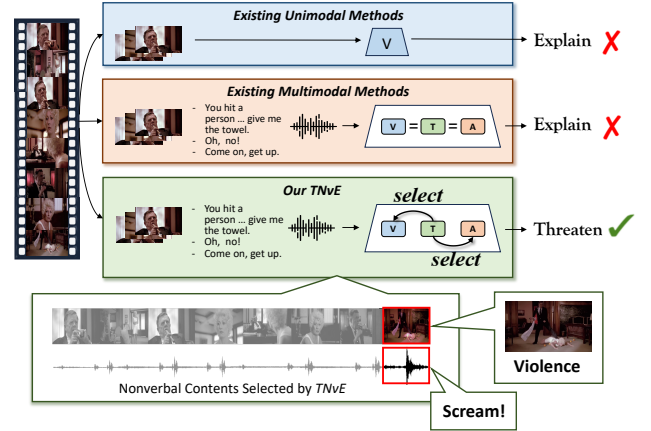 Existing Unimodal Methods
V
Explain ✗
Existing Multimodal Methods
- You hit a
person ... give me
the towel.
- Oh, no!
- Come on, get up.
V = T = A
Explain ✗
Our TNvE
- You hit a
person ... give me
the towel.
- Oh, no!
- Come on, get up.
select
V T A
select
Threaten ✓
Nonverbal Contents Selected by TNvE
Violence
Scream!